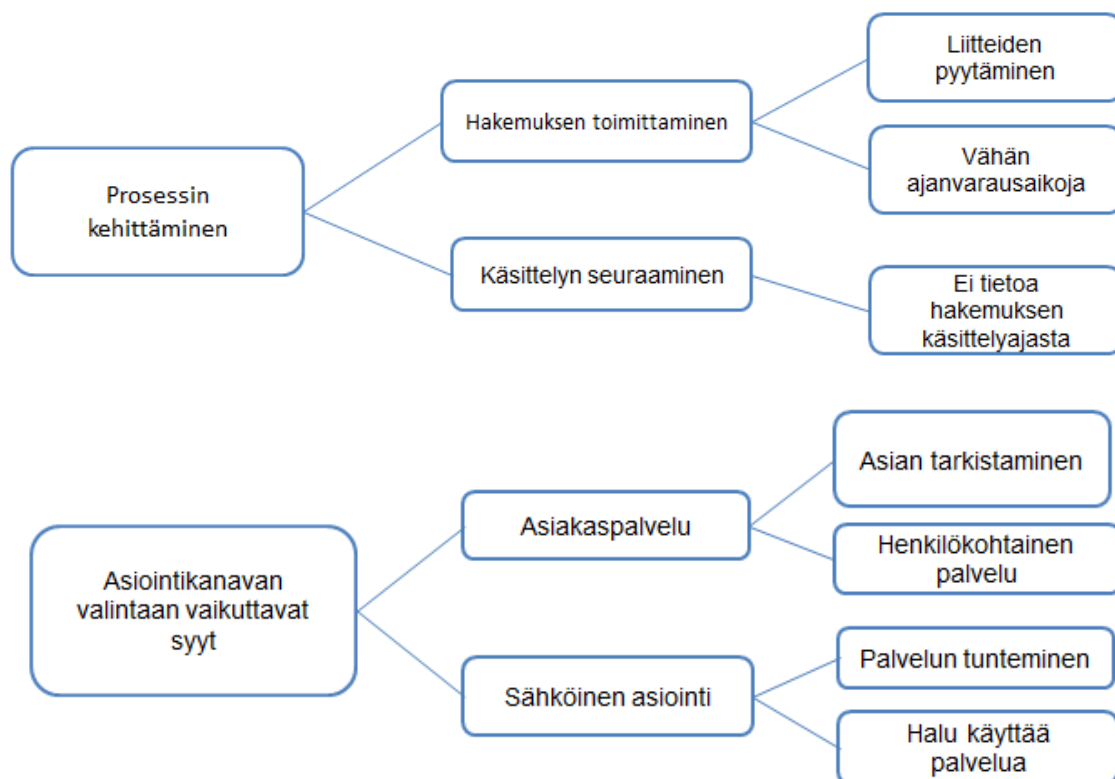 Liitteiden
pyytäminen
Hakemuksen toimittaminen
Vähän
ajanvarausaikoja
Prosessin
kehittäminen
Käsittelyn seuraaminen
Ei tietoa
hakemuksen
käsittelyajasta
Asian tarkistaminen
Asiakaspalvelu
Henkilökohtainen
palvelu
Asiointikanavan
valintaan vaikuttavat
syyt
Palvelun tunteminen
Sähköinen asiointi
Halu käyttää
palvelua